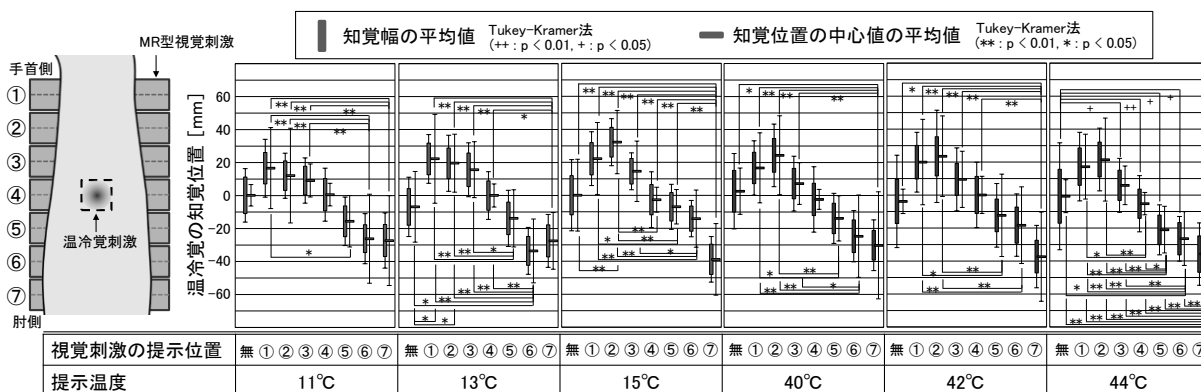 知覚幅の平均値 Tukey-Kramer法
(++ : p < 0.01, + : p < 0.05)
知覚位置の中心値の平均値 Tukey-Kramer法
(** : p < 0.01, * : p < 0.05)
MR型視覚刺激
手首側
①
②
③
④
⑤
⑥
⑦
肘側
温冷覚刺激
温冷覚の知覚位置 [mm]
60
40
20
0
−20
−40
−60
視覚刺激の提示位置 無 ① ② ③ ④ ⑤ ⑥ ⑦ 無 ① ② ③ ④ ⑤ ⑥ ⑦ 無 ① ② ③ ④ ⑤ ⑥ ⑦ 無 ① ② ③ ④ ⑤ ⑥ ⑦ 無 ① ② ③ ④ ⑤ ⑥ ⑦ 無 ① ② ③ ④ ⑤ ⑥ ⑦
提示温度 11℃ 13℃ 15℃ 40℃ 42℃ 44℃